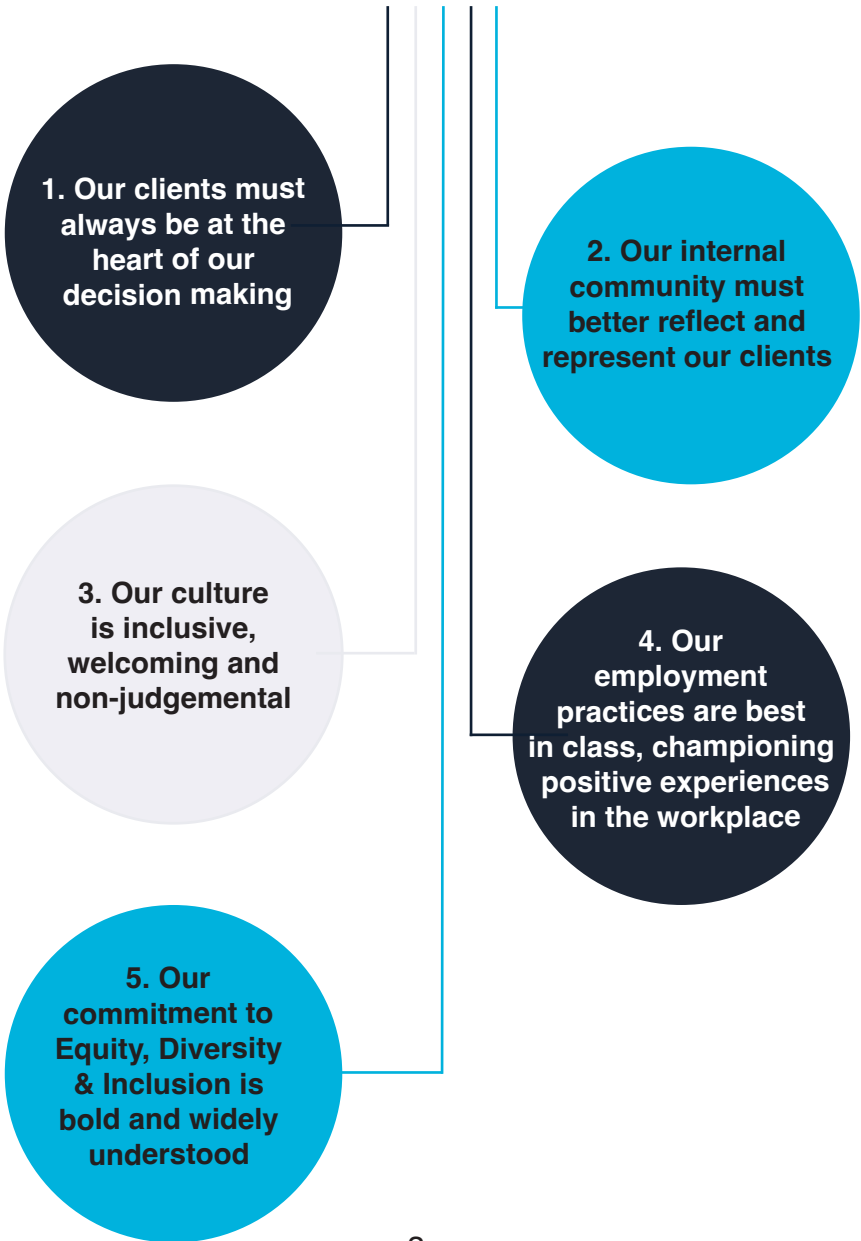 1. Our clients must
always be at the
heart of our
decision making
2. Our internal
community must
better reflect and
represent our clients
3. Our culture
is inclusive,
welcoming and
non-judgemental
4. Our
employment
practices are best
in class, championing
positive experiences
in the workplace
5. Our
commitment to
Equity, Diversity
& Inclusion is
bold and widely
understood